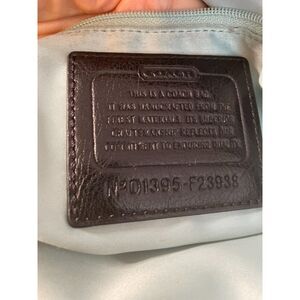 COACH
THIS IS A COACH BAG.
IT WAS HANDCRAFTED FROM THE
FINEST MATERIALS. ITS SUPERIOR
CRAFTSMANSHIP REFLECTS OUR
COMMITMENT TO ENDURING QUALITY.
Nº D1395-F23938